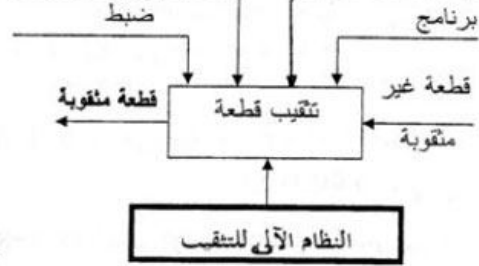 ضبط
برنامج
قطعة غير
مثقوبة
تثقيب قطعة
قطعة مثقوبة
النظام الآلي للتثقيب